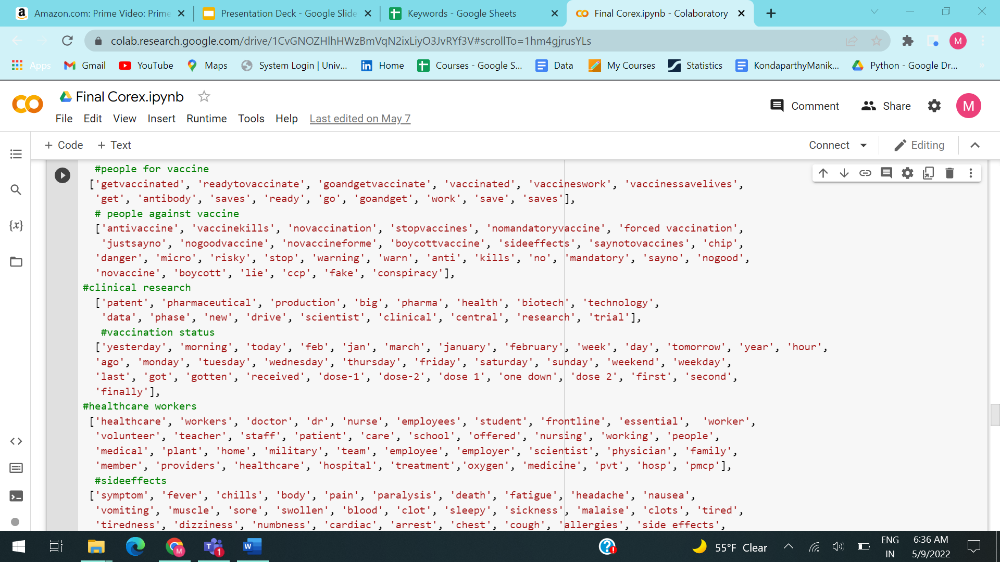 Amazon.com: Prime Video: Prime
Presentation Deck - Google Slide
Keywords - Google Sheets
Final Corex.ipynb - Colaboratory
colab.research.google.com/drive/1CvGNOZHlhHWzBmVqN2ixLiyO3JvRYf3V#scrollTo=1hm4gjrusYLs
M
Apps Gmail YouTube Maps System Login | Univ... Home Courses - Google S... Data My Courses Statistics KondaparthyManik... Python - Google Dr... »
Final Corex.ipynb
Comment Share M
File Edit View Insert Runtime Tools Help Last edited on May 7
+ Code + Text Connect Editing
#people for vaccine
['getvaccinated', 'readytovaccinate', 'goandgetvaccinate', 'vaccinated', 'vaccineswork', 'vaccinessavelives',
'get', 'antibody', 'saves', 'ready', 'go', 'goandget', 'work', 'save', 'saves'],
# people against vaccine
['antivaccine', 'vaccinekills', 'novaccination', 'stopvaccines', 'nomandatoryvaccine', 'forced vaccination',
'justsayno', 'nogoodvaccine', 'novaccineforme', 'boycottvaccine', 'sideeffects', 'saynotovaccines', 'chip',
'danger', 'micro', 'risky', 'stop', 'warning', 'warn', 'anti', 'kills', 'no', 'mandatory', 'sayno', 'nogood',
'novaccine', 'boycott', 'lie', 'ccp', 'fake', 'conspiracy'],
#clinical research
['patent', 'pharmaceutical', 'production', 'big', 'pharma', 'health', 'biotech', 'technology',
'data', 'phase', 'new', 'drive', 'scientist', 'clinical', 'central', 'research', 'trial'],
#vaccination status
['yesterday', 'morning', 'today', 'feb', 'jan', 'march', 'january', 'february', 'week', 'day', 'tomorrow', 'year', 'hour',
'ago', 'monday', 'tuesday', 'wednesday', 'thursday', 'friday', 'saturday', 'sunday', 'weekend', 'weekday',
'last', 'got', 'gotten', 'received', 'dose-1', 'dose-2', 'dose 1', 'one down', 'dose 2', 'first', 'second',
'finally'],
#healthcare workers
['healthcare', 'workers', 'doctor', 'dr', 'nurse', 'employees', 'student', 'frontline', 'essential', 'worker',
'volunteer', 'teacher', 'staff', 'patient', 'care', 'school', 'offered', 'nursing', 'working', 'people',
'medical', 'plant', 'home', 'military', 'team', 'employee', 'employer', 'scientist', 'physician', 'family',
'member', 'providers', 'healthcare', 'hospital', 'treatment','oxygen', 'medicine', 'pvt', 'hosp', 'pmcp'],
#sideeffects
['symptom', 'fever', 'chills', 'body', 'pain', 'paralysis', 'death', 'fatigue', 'headache', 'nausea',
'vomiting', 'muscle', 'sore', 'swollen', 'blood', 'clot', 'sleepy', 'sickness', 'malaise', 'clots', 'tired',
'tiredness', 'dizziness', 'numbness', 'cardiac', 'arrest', 'chest', 'cough', 'allergies', 'side effects',
{x}
55°F Clear
ENG
IN
6:36 AM
5/9/2022